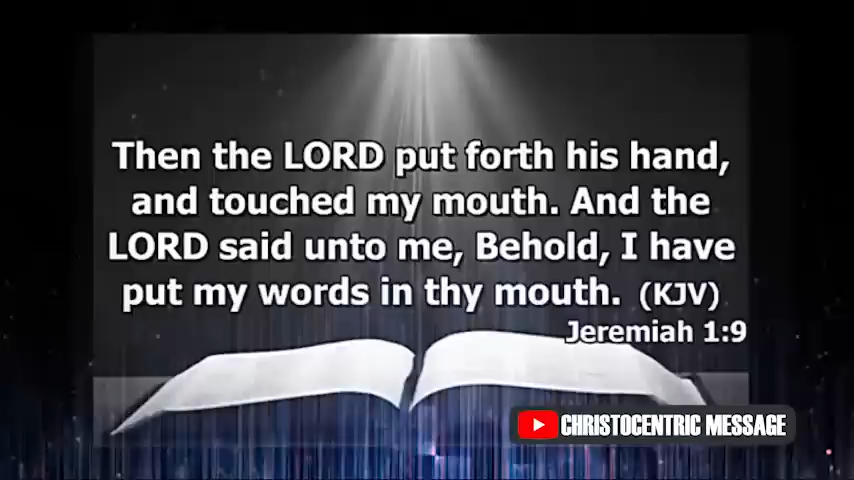 Then the LORD put forth his hand,
and touched my mouth. And the
LORD said unto me, Behold, I have
put my words in thy mouth. (KJV)
Jeremiah 1:9
CHRISTOCENTRIC MESSAGE